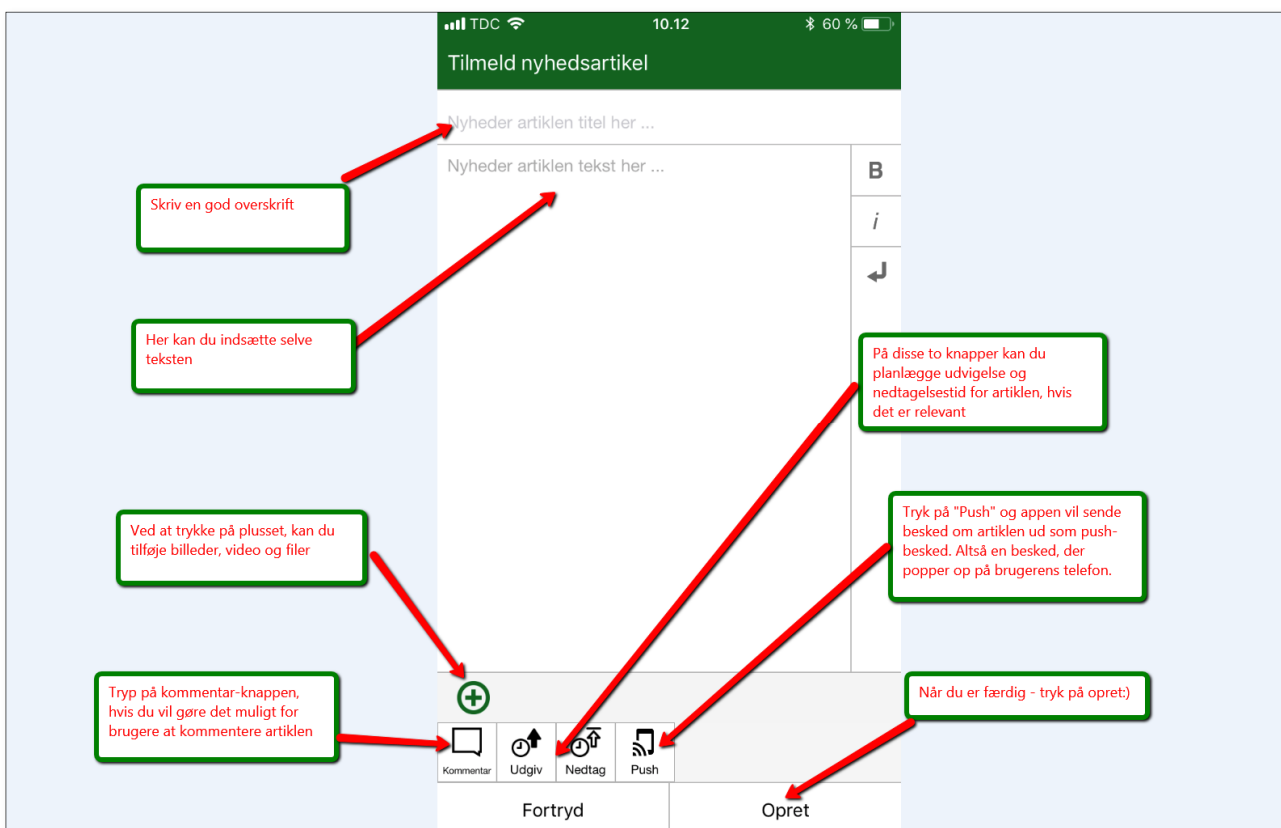 TDC 10.12 60 %
Tilmeld nyhedsartikel
Nyheder artiklen titel her ...
Nyheder artiklen tekst her ...
B
i
Skriv en god overskrift
Her kan du indsætte selve
teksten
På disse to knapper kan du
planlægge udvigelse og
nedtagelsestid for artiklen, hvis
det er relevant
Ved at trykke på plusset, kan du
tilføje billeder, video og filer
Tryk på "Push" og appen vil sende
besked om artiklen ud som push-
besked. Altså en besked, der
popper op på brugerens telefon.
Tryp på kommentar-knappen,
hvis du vil gøre det muligt for
brugere at kommentere artiklen
Når du er færdig - tryk på opret:)
Kommentar Udgiv Nedtag Push
Fortryd Opret